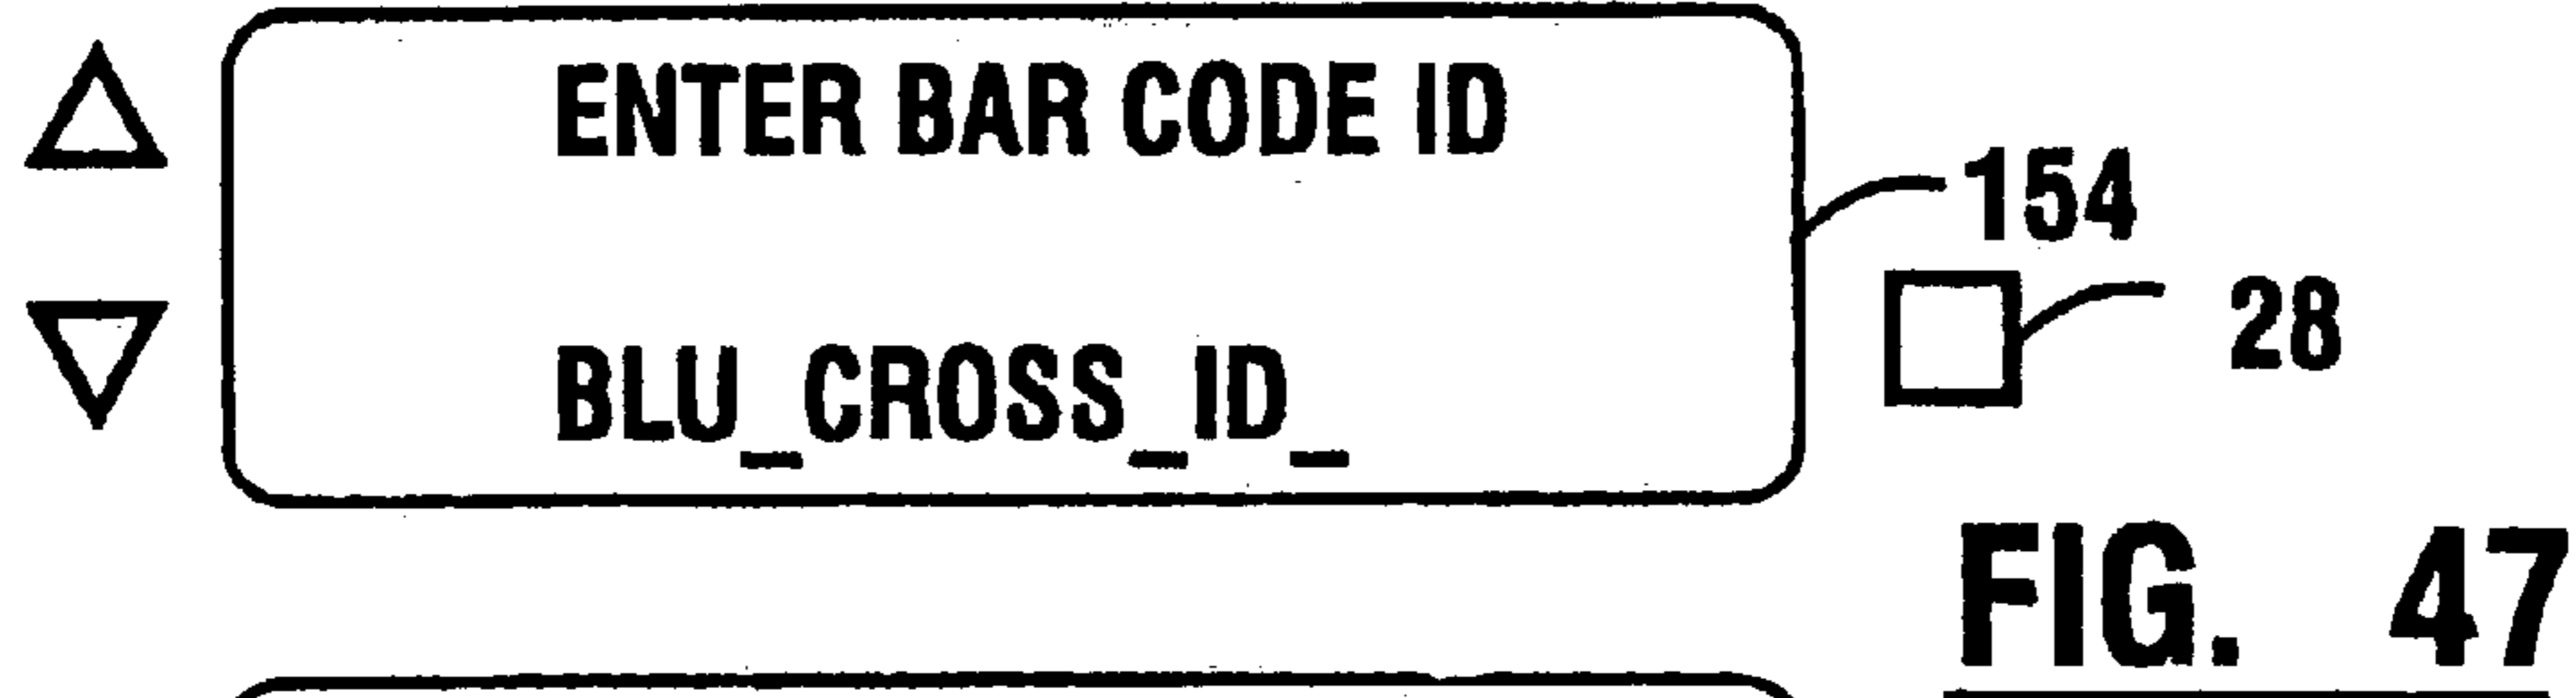 ENTER BAR CODE ID
154
28
BLU_CROSS_ID_
FIG. 47